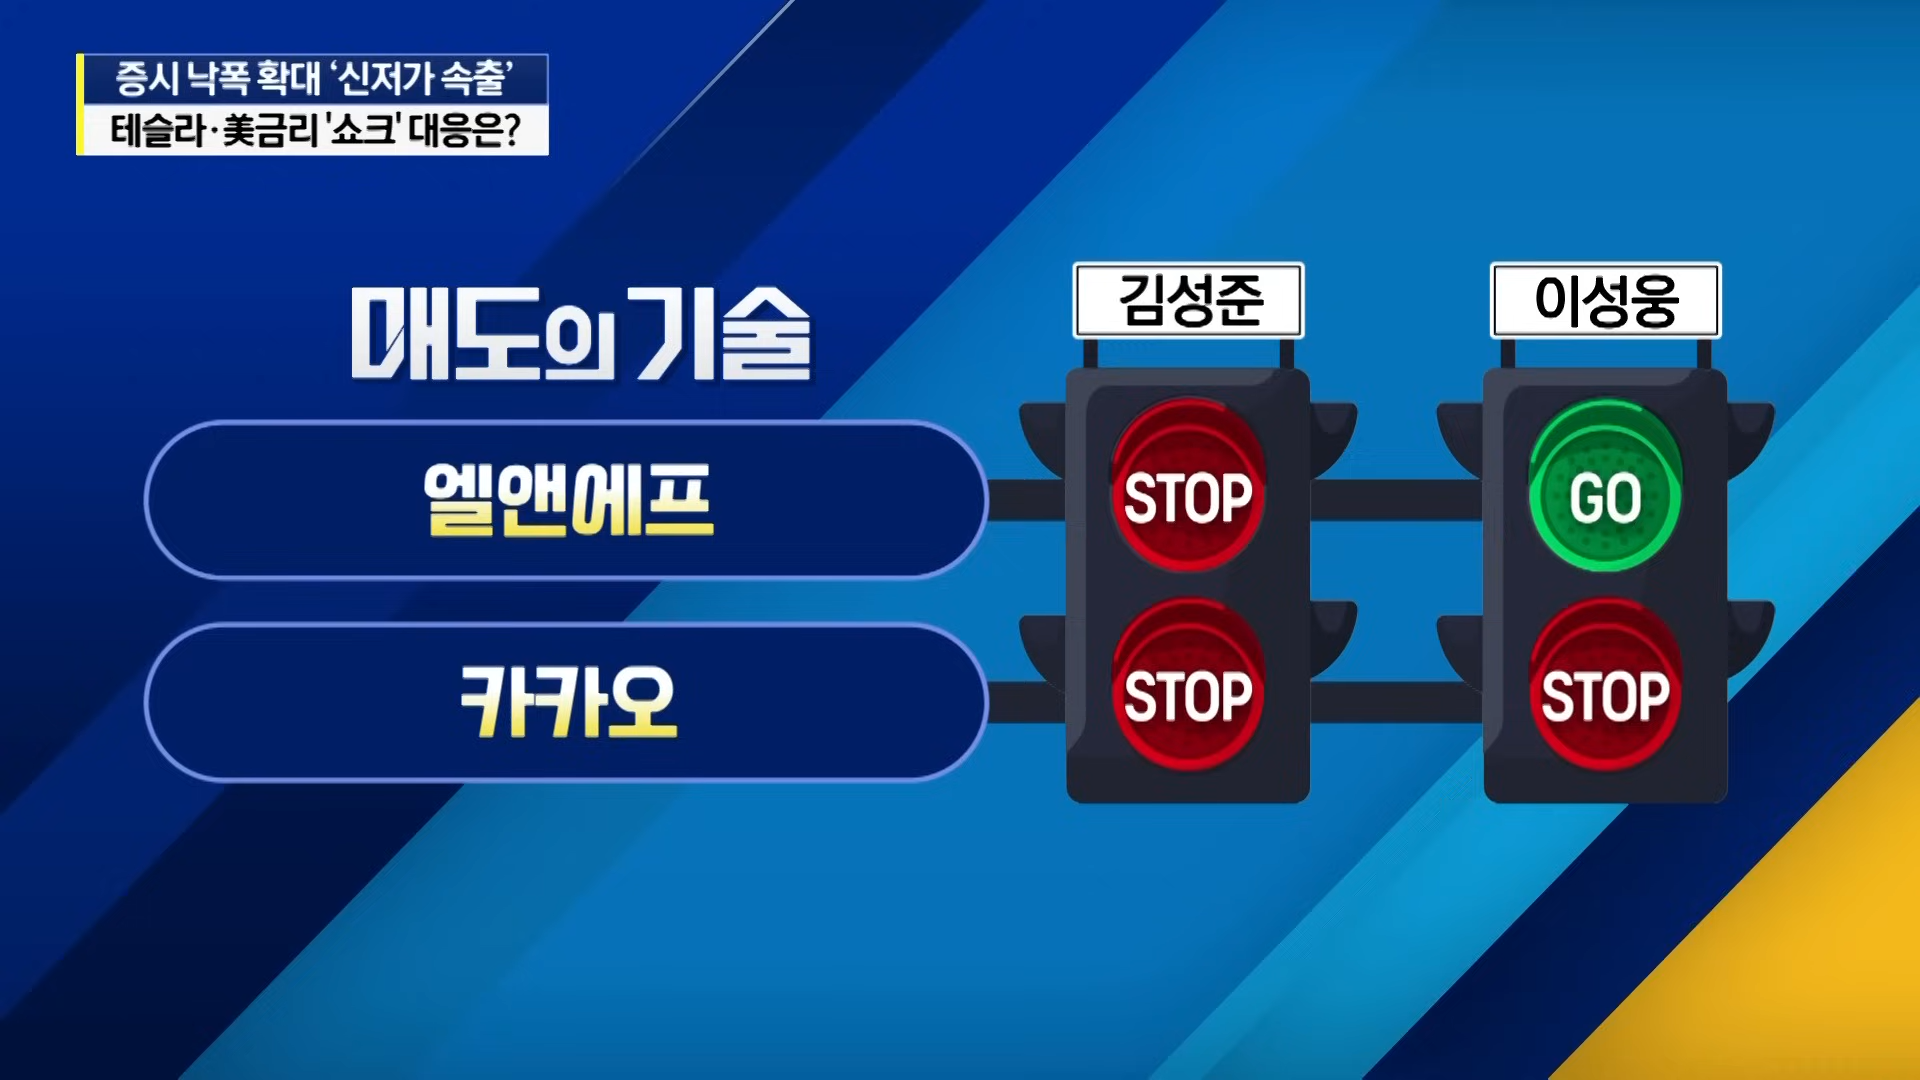 증시 낙폭 확대 ‘신저가 속출’
테슬라·美금리 '쇼크' 대응은?
매도의 기술
김성준
이성웅
엘앤에프
STOP
GO
카카오
STOP
STOP